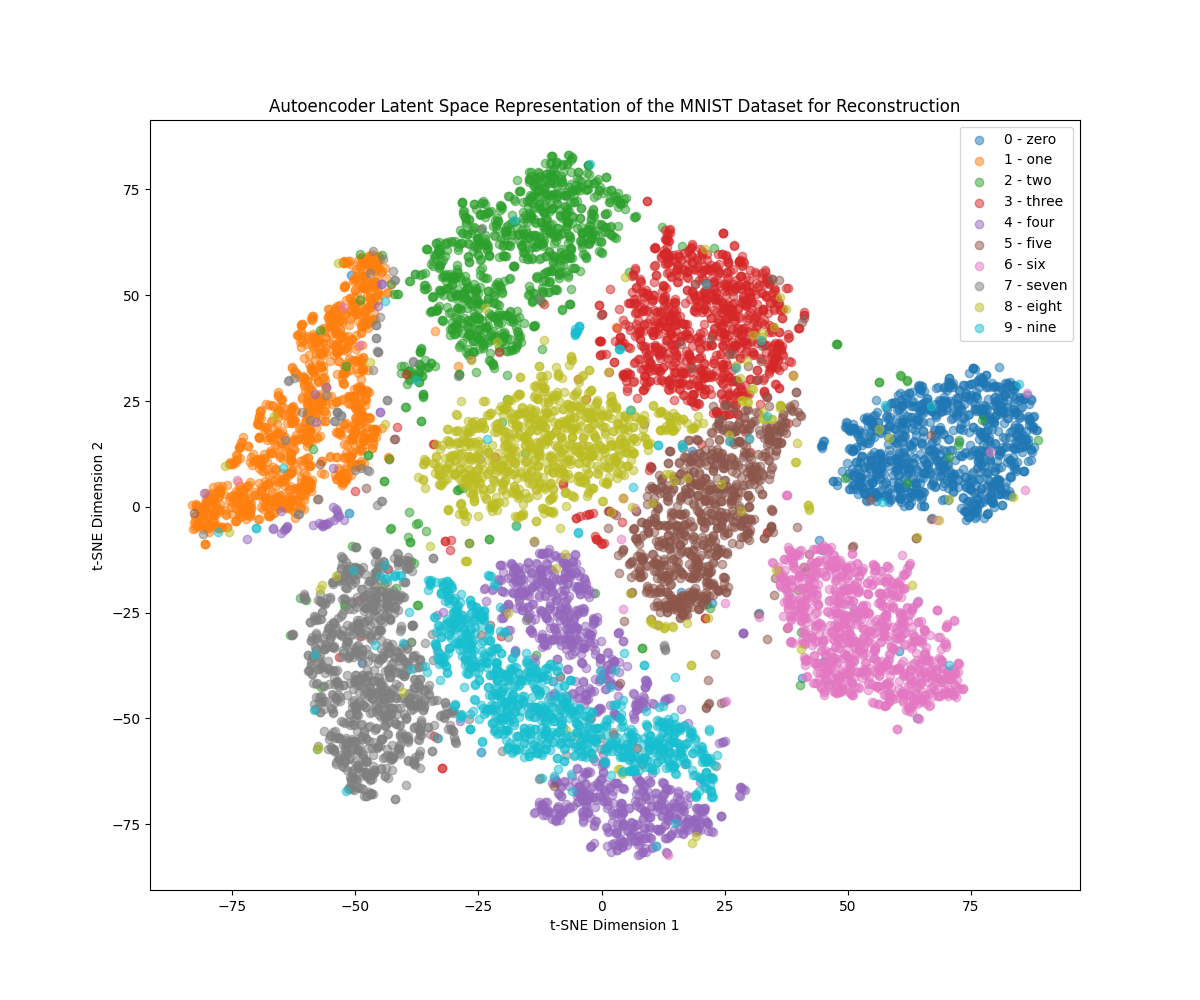 Autoencoder Latent Space Representation of the MNIST Dataset for Reconstruction
0 - zero
1 - one
2 - two
3 - three
4 - four
5 - five
6 - six
7 - seven
8 - eight
9 - nine
75
50
25
0
−25
−50
−75
t-SNE Dimension 2
−75 −50 −25 0 25 50 75
t-SNE Dimension 1